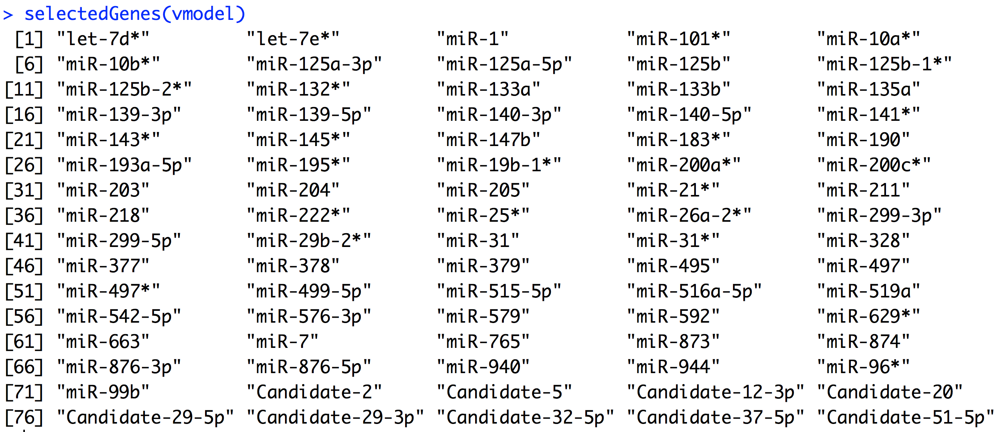 > selectedGenes(vmodel)
 [1] "let-7d*"         "let-7e*"         "miR-1"           "miR-101*"        "miR-10a*"
 [6] "miR-10b*"        "miR-125a-3p"     "miR-125a-5p"     "miR-125b"        "miR-125b-1*"
[11] "miR-125b-2*"     "miR-132*"        "miR-133a"        "miR-133b"        "miR-135a"
[16] "miR-139-3p"      "miR-139-5p"      "miR-140-3p"      "miR-140-5p"      "miR-141*"
[21] "miR-143*"        "miR-145*"        "miR-147b"        "miR-183*"        "miR-190"
[26] "miR-193a-5p"     "miR-195*"        "miR-19b-1*"      "miR-200a*"       "miR-200c*"
[31] "miR-203"         "miR-204"         "miR-205"         "miR-21*"         "miR-211"
[36] "miR-218"         "miR-222*"        "miR-25*"         "miR-26a-2*"      "miR-299-3p"
[41] "miR-299-5p"      "miR-29b-2*"      "miR-31"          "miR-31*"         "miR-328"
[46] "miR-377"         "miR-378"         "miR-379"         "miR-495"         "miR-497"
[51] "miR-497*"        "miR-499-5p"      "miR-515-5p"      "miR-516a-5p"     "miR-519a"
[56] "miR-542-5p"      "miR-576-3p"      "miR-579"         "miR-592"         "miR-629*"
[61] "miR-663"         "miR-7"           "miR-765"         "miR-873"         "miR-874"
[66] "miR-876-3p"      "miR-876-5p"      "miR-940"         "miR-944"         "miR-96*"
[71] "miR-99b"         "Candidate-2"     "Candidate-5"     "Candidate-12-3p" "Candidate-20"
[76] "Candidate-29-5p" "Candidate-29-3p" "Candidate-32-5p" "Candidate-37-5p" "Candidate-51-5p"